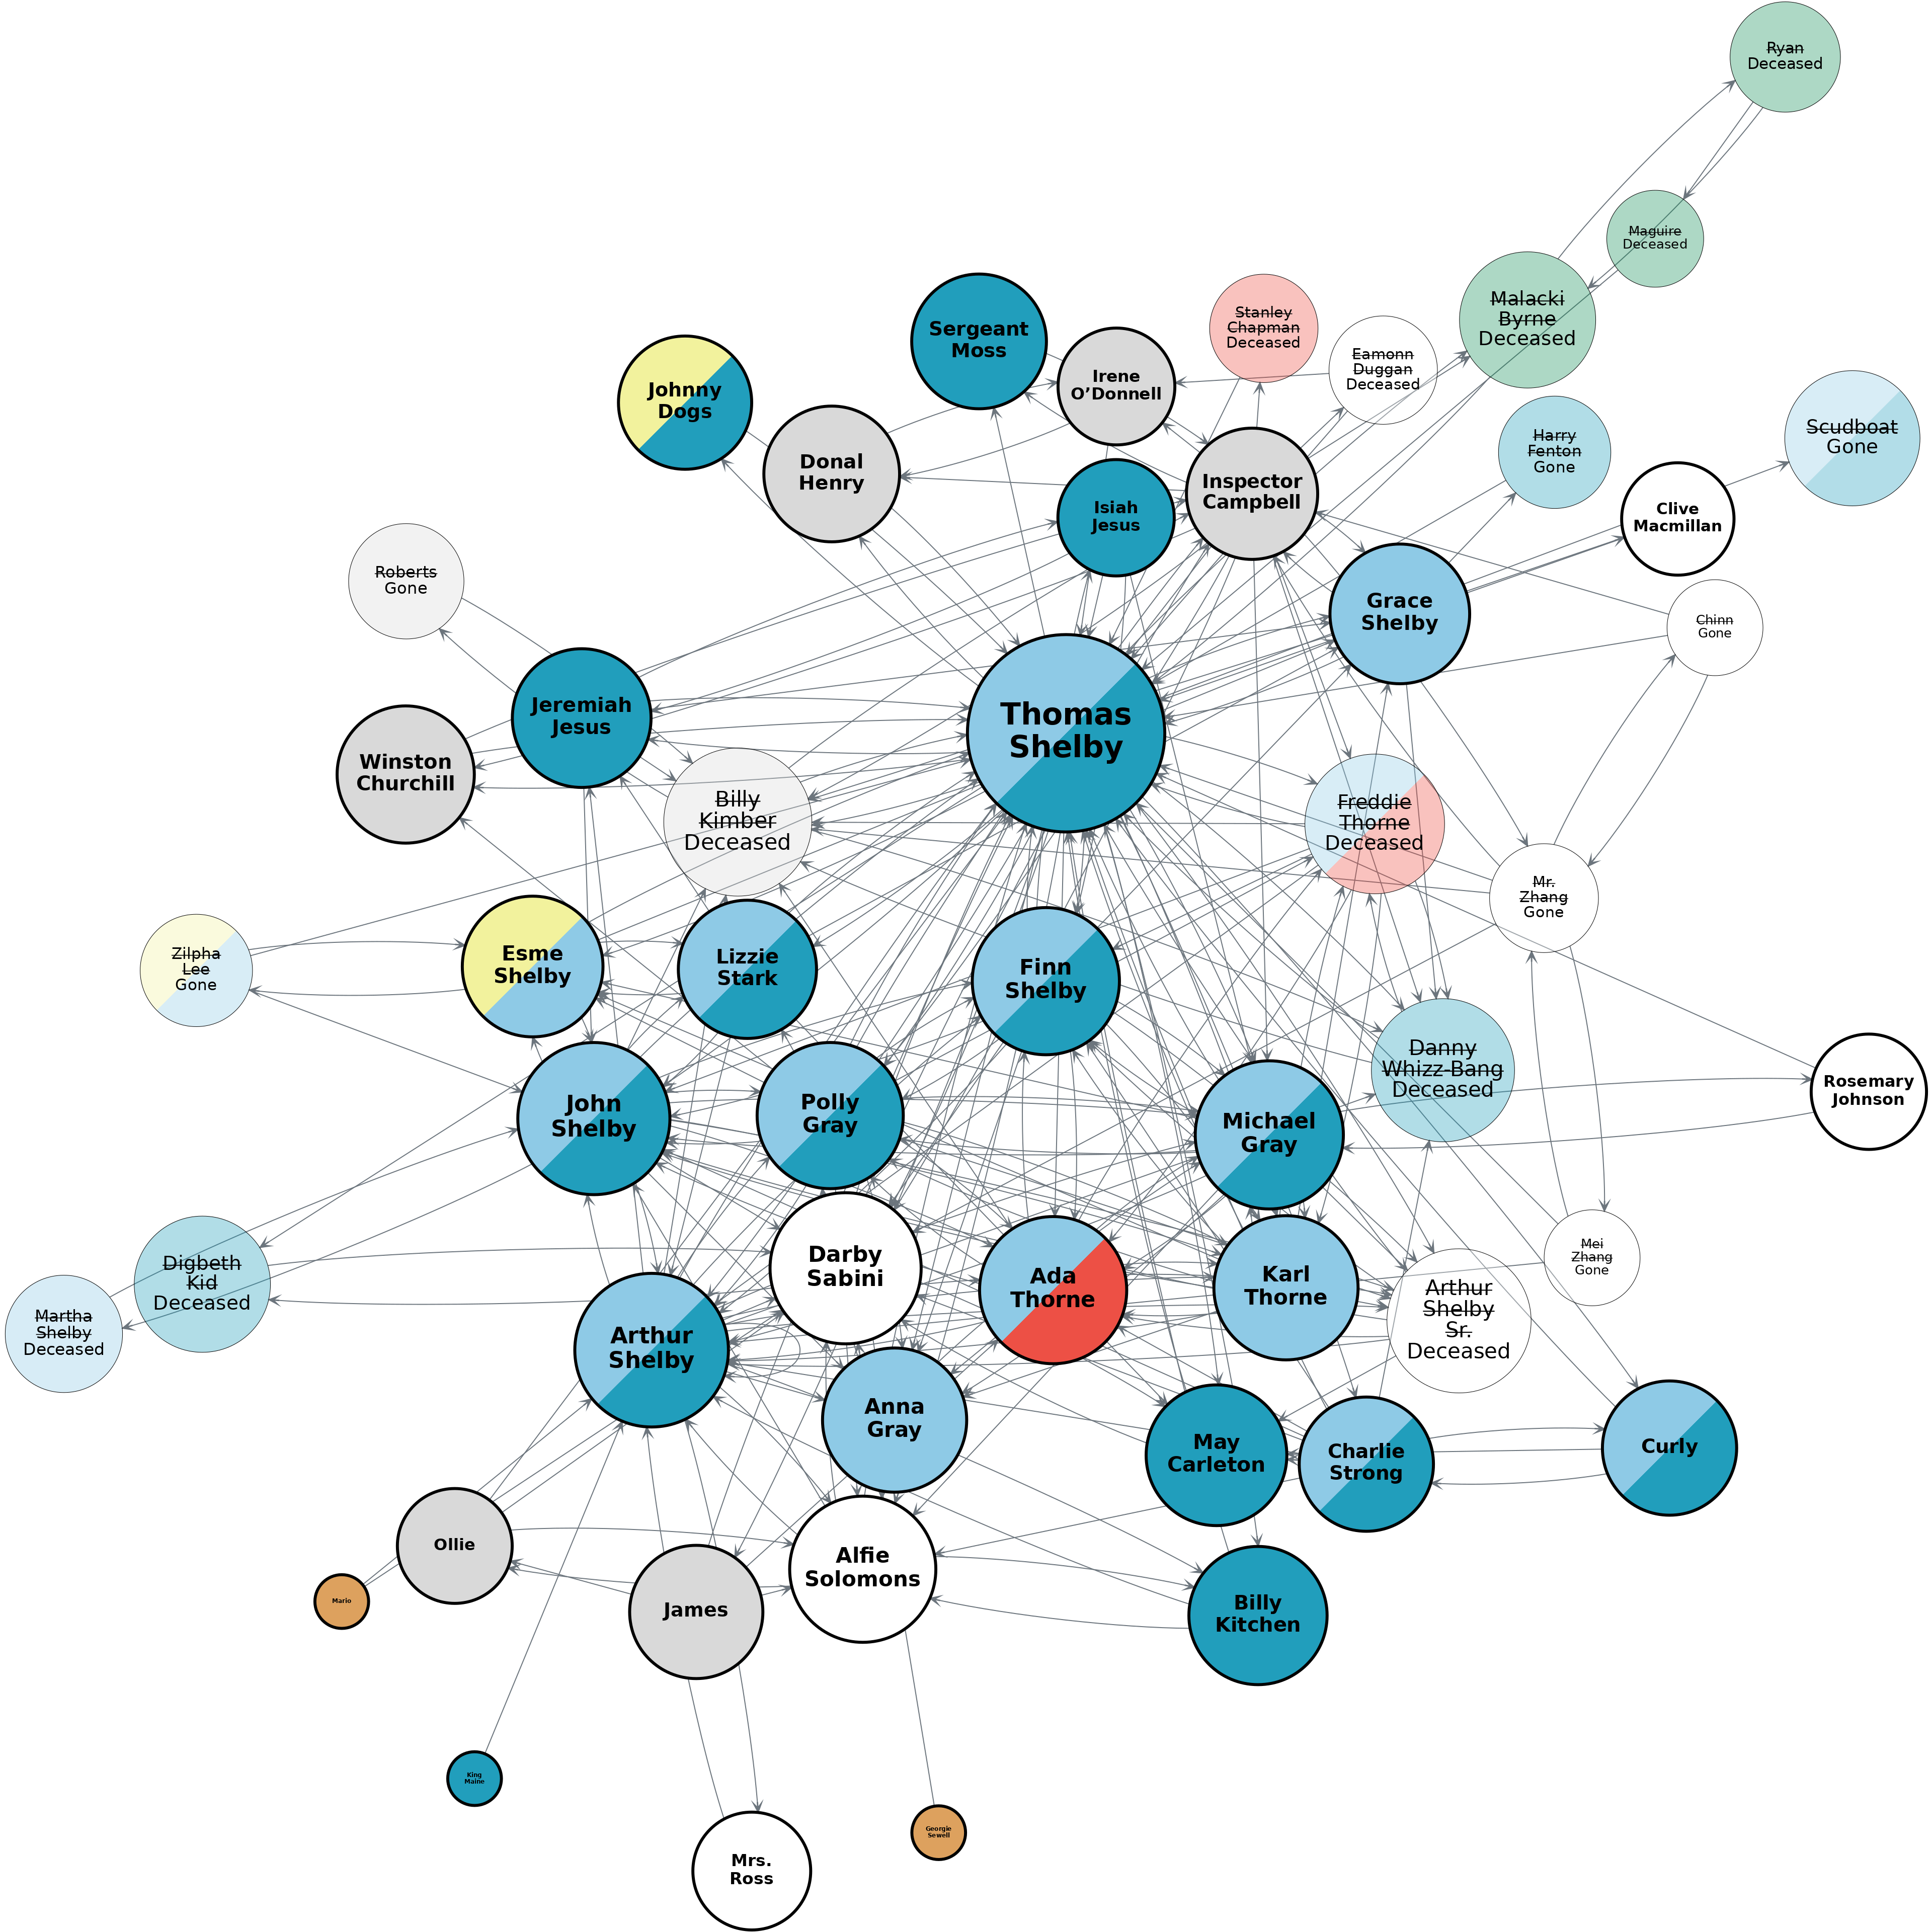 Ryan
Deceased
Maguire
Deceased
Malacki
Byrne
Deceased
Stanley
Chapman
Deceased
Sergeant
Moss
Irene
O’Donnell
Eamonn
Duggan
Deceased
Johnny
Dogs
Scudboat
Gone
Harry
Fenton
Gone
Donal
Henry
Inspector
Campbell
Isiah
Jesus
Clive
Macmillan
Roberts
Gone
Grace
Shelby
Chinn
Gone
Jeremiah
Jesus
Thomas
Shelby
Winston
Churchill
Billy
Kimber
Deceased
Freddie
Thorne
Deceased
Mr.
Zhang
Gone
Zilpha
Lee
Gone
Esme
Shelby
Lizzie
Stark
Finn
Shelby
Danny
Whizz-Bang
Deceased
Rosemary
Johnson
John
Shelby
Polly
Gray
Michael
Gray
Mei
Zhang
Gone
Digbeth
Kid
Deceased
Darby
Sabini
Ada
Thorne
Karl
Thorne
Arthur
Shelby
Sr.
Deceased
Martha
Shelby
Deceased
Arthur
Shelby
Anna
Gray
May
Carleton
Charlie
Strong
Curly
Ollie
Alfie
Solomons
Mario
James
Billy
Kitchen
King
Maine
Georgie
Sewell
Mrs.
Ross